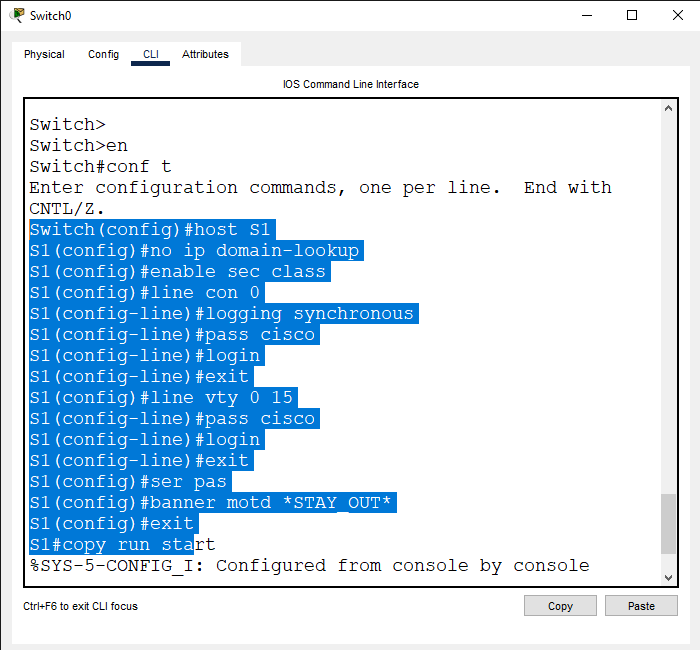 Switch0
Physical Config CLI Attributes
IOS Command Line Interface
Switch>
Switch>en
Switch#conf t
Enter configuration commands, one per line.  End with
CNTL/Z.
Switch(config)#host S1
S1(config)#no ip domain-lookup
S1(config)#enable sec class
S1(config)#line con 0
S1(config-line)#logging synchronous
S1(config-line)#pass cisco
S1(config-line)#login
S1(config-line)#exit
S1(config)#line vty 0 15
S1(config-line)#pass cisco
S1(config-line)#login
S1(config-line)#exit
S1(config)#ser pas
S1(config)#banner motd *STAY_OUT*
S1(config)#exit
S1#copy run start
%SYS-5-CONFIG_I: Configured from console by console
Ctrl+F6 to exit CLI focus Copy Paste